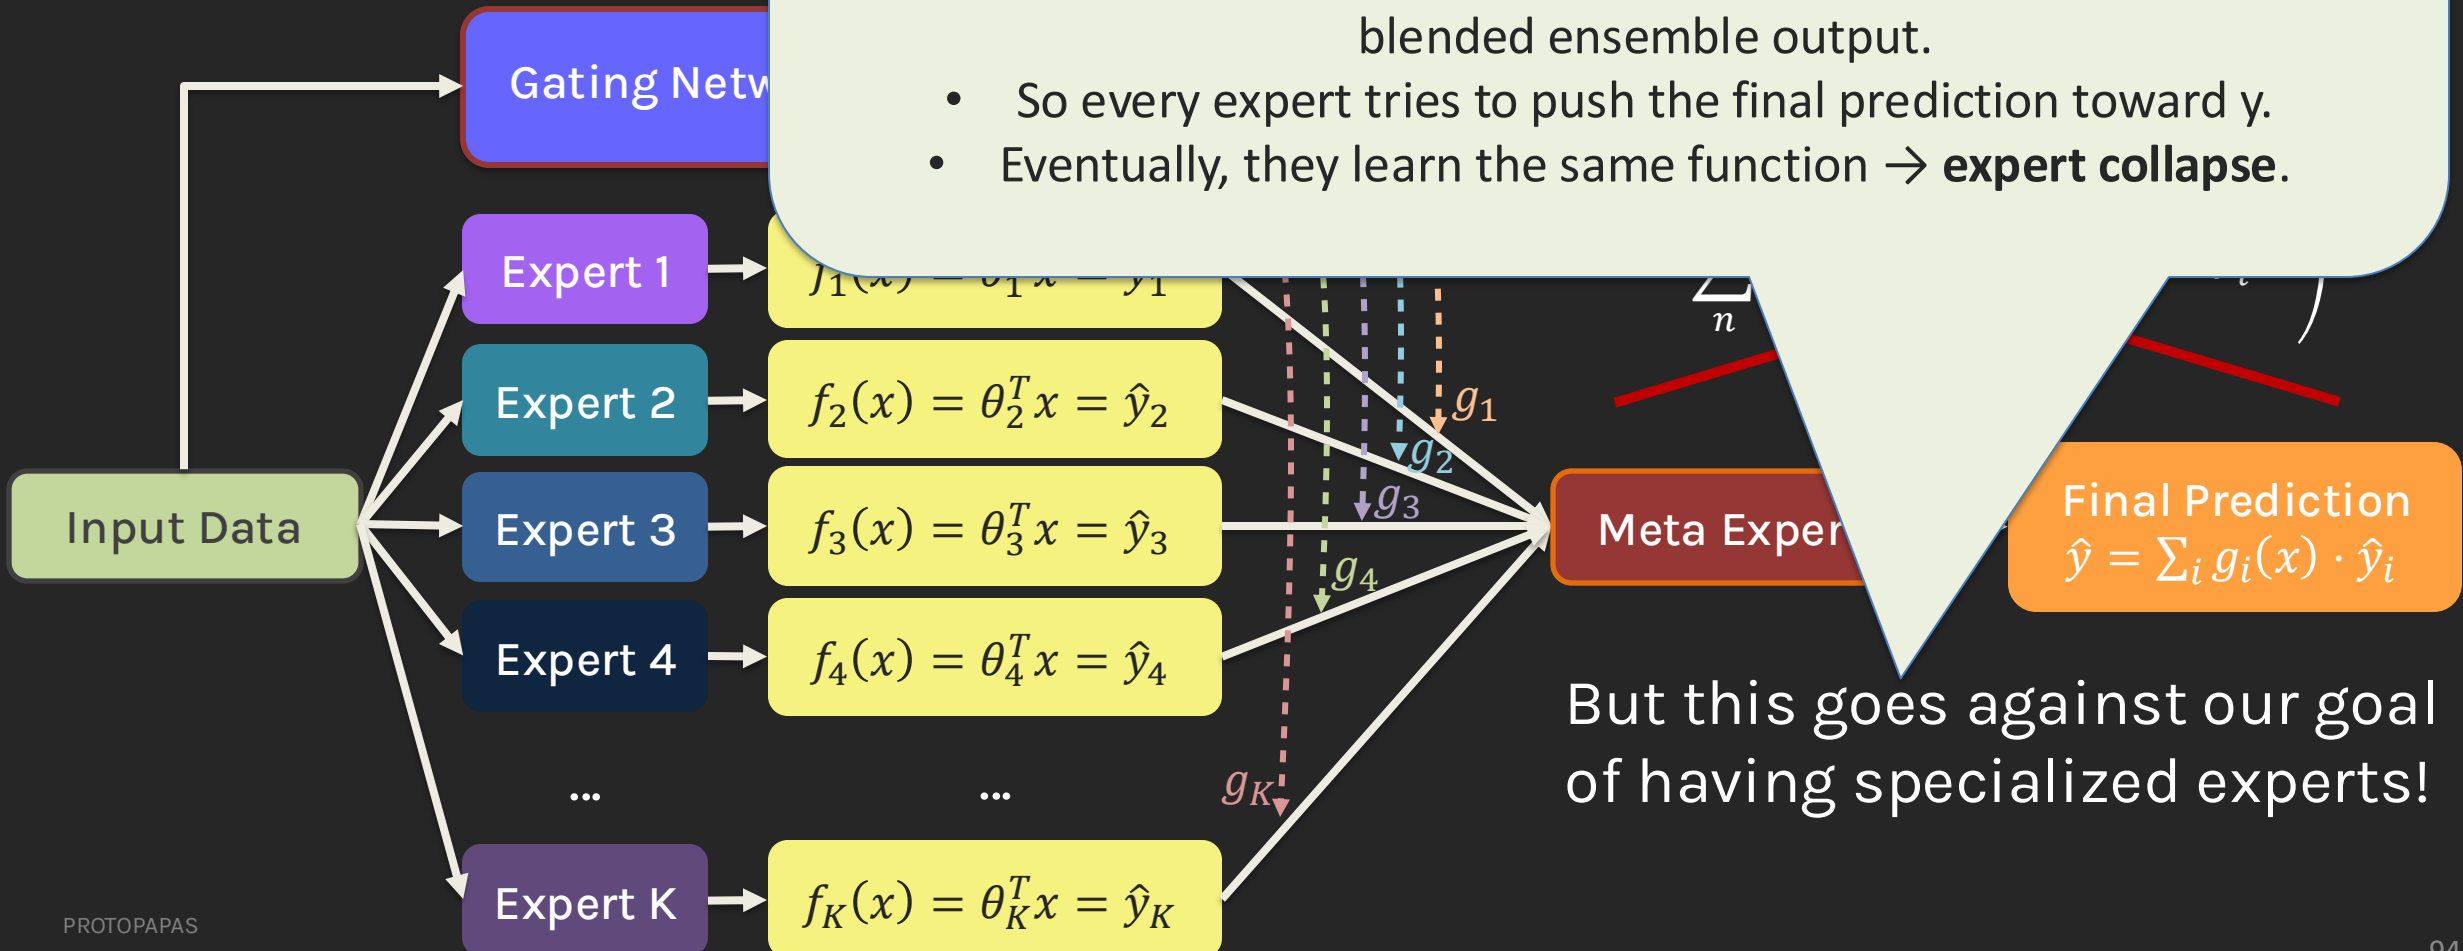 blended ensemble output.
• So every expert tries to push the final prediction toward y.
• Eventually, they learn the same function → expert collapse.
Gating
Expert 1
n
Expert 2
f₂(x) = θ₂ᵀx = ŷ₂
g₁
g₂
Input Data
Expert 3
f₃(x) = θ₃ᵀx = ŷ₃
g₃
Meta
Final Prediction
ŷ = ∑ᵢ gᵢ(x) · ŷᵢ
g₄
Expert 4
f₄(x) = θ₄ᵀx = ŷ₄
But this goes against our goal
of having specialized experts!
...
...
g_K
Expert K
f_K(x) = θ_Kᵀx = ŷ_K
PROTOPAPAS